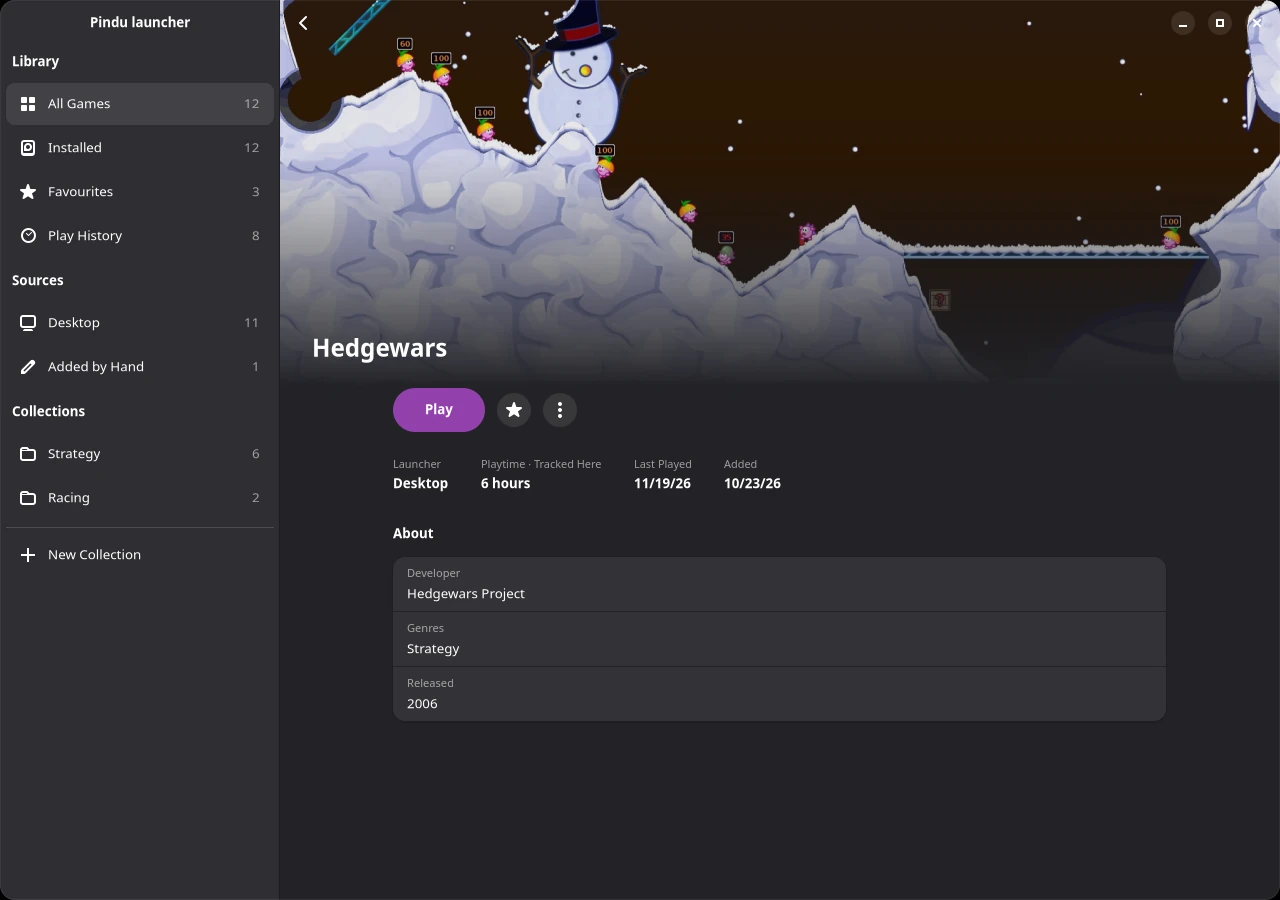 Pindu launcher
Library
All Games 12
Installed 12
Favourites 3
Play History 8
Sources
Desktop 11
Added by Hand 1
Collections
Strategy 6
Racing 2
New Collection
60
100
100
100
100
Hedgewars
Play
Launcher
Desktop
Playtime · Tracked Here
6 hours
Last Played
11/19/26
Added
10/23/26
About
Developer
Hedgewars Project
Genres
Strategy
Released
2006